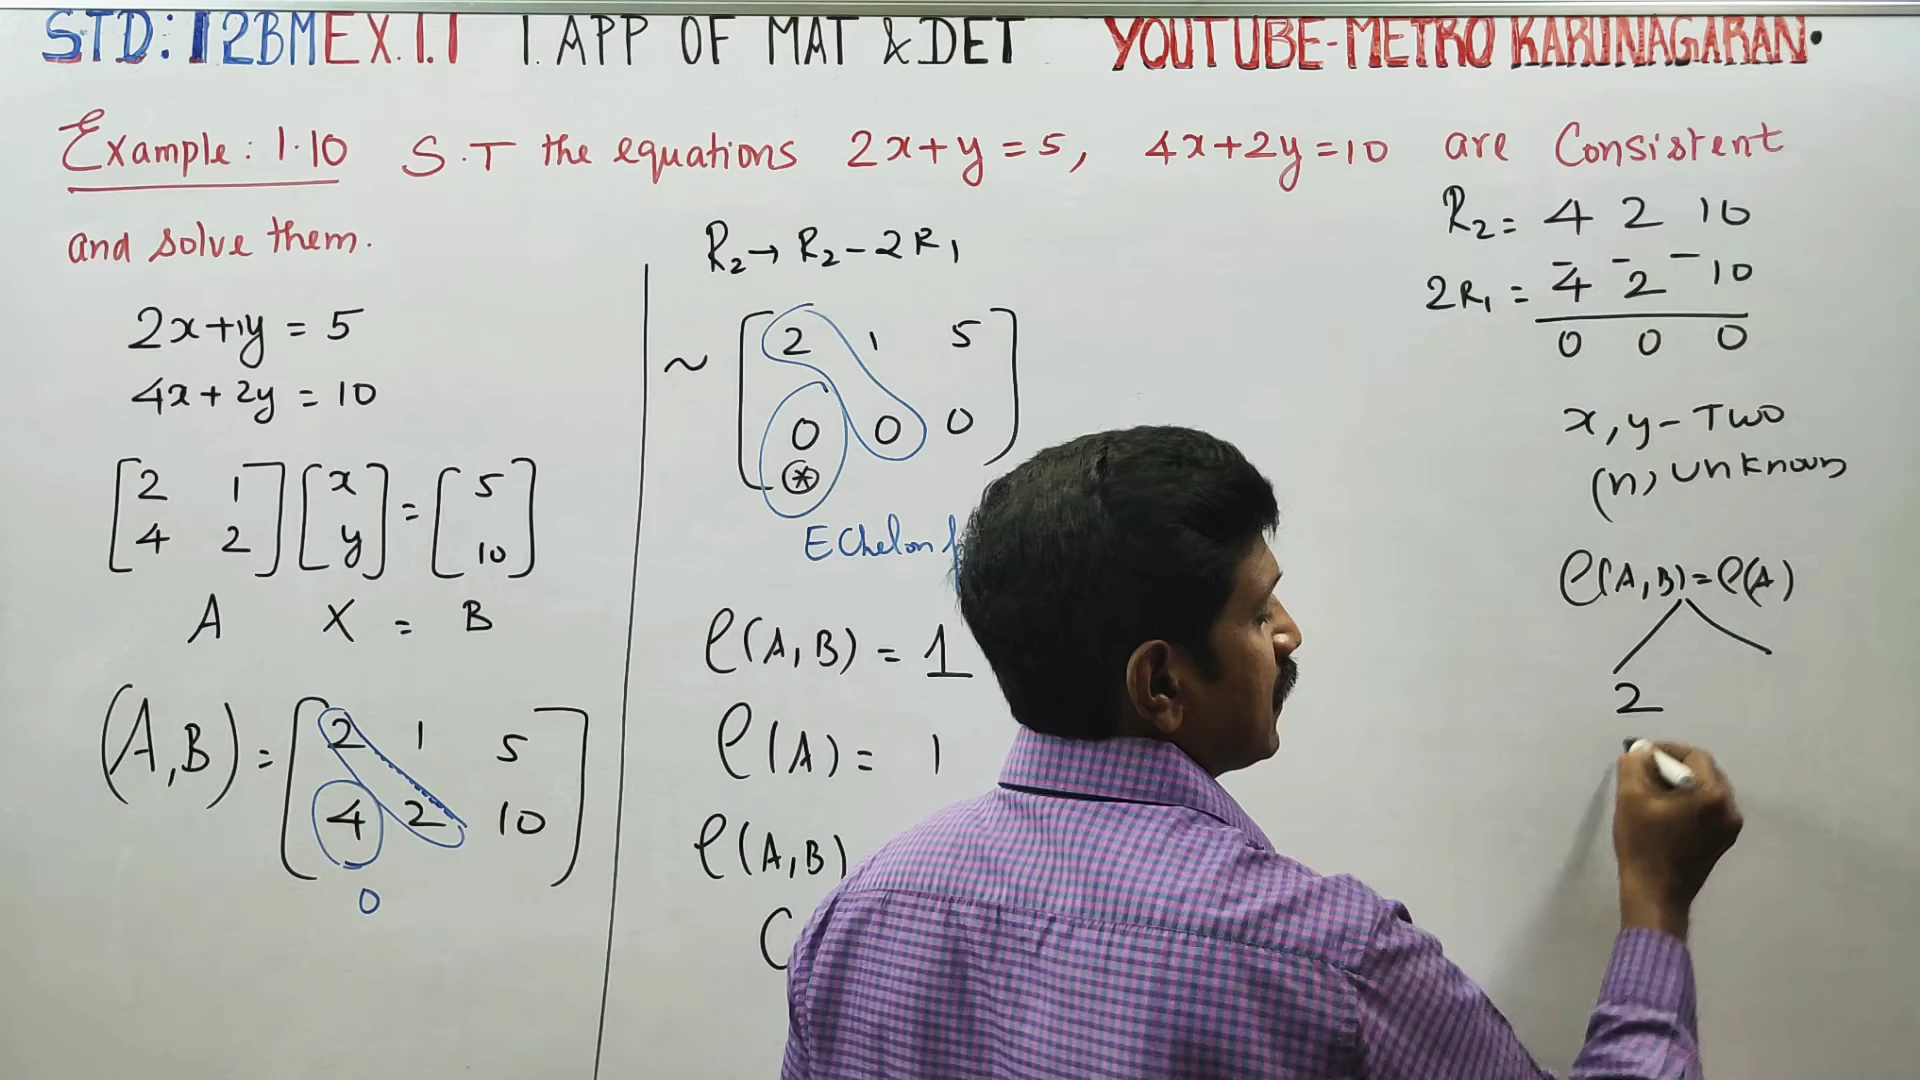 STD: 12BM EX.1.1 1. APP OF MAT & DET YOUTUBE-METRO KARUNAGARAN.
Example: 1.10 S.T the equations 2x+y=5, 4x+2y=10 are Consistent
and solve them.
2x+1y = 5
4x+2y = 10
[2 1] [x] = [5]
[4 2] [y] [10]
A X = B
(A,B) = [2 1 5]
[4 2 10]
0
R₂→R₂-2R₁
~ [2 1 5]
[0 0 0]
*
Echelon
ρ(A,B) = 1
ρ(A) = 1
ρ(A,B)
R₂= 4 2 10
- - -
2R₁ = 4 2 10
0 0 0
x, y - Two
(n) unknown
ρ(A,B)=ρ(A)
2